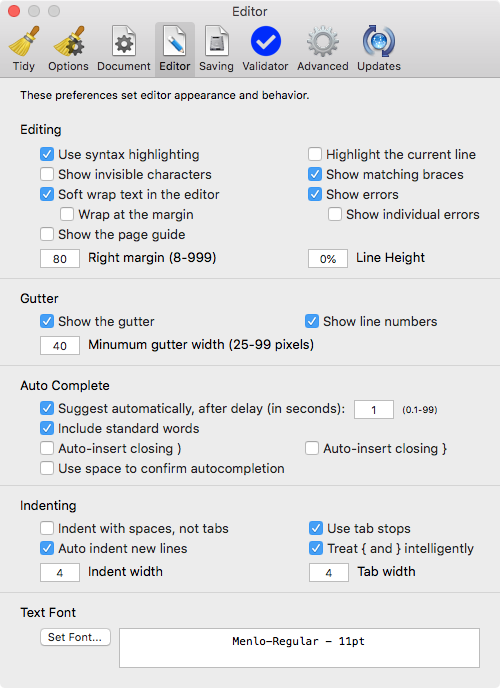 Editor
Tidy Options Document Editor Saving Validator Advanced Updates
These preferences set editor appearance and behavior.
Editing
Use syntax highlighting Highlight the current line
Show invisible characters Show matching braces
Soft wrap text in the editor Show errors
Wrap at the margin Show individual errors
Show the page guide
80 Right margin (8-999) 0% Line Height
Gutter
Show the gutter Show line numbers
40 Minumum gutter width (25-99 pixels)
Auto Complete
Suggest automatically, after delay (in seconds): 1 (0.1-99)
Include standard words
Auto-insert closing ) Auto-insert closing }
Use space to confirm autocompletion
Indenting
Indent with spaces, not tabs Use tab stops
Auto indent new lines Treat { and } intelligently
4 Indent width 4 Tab width
Text Font
Set Font... Menlo-Regular - 11pt